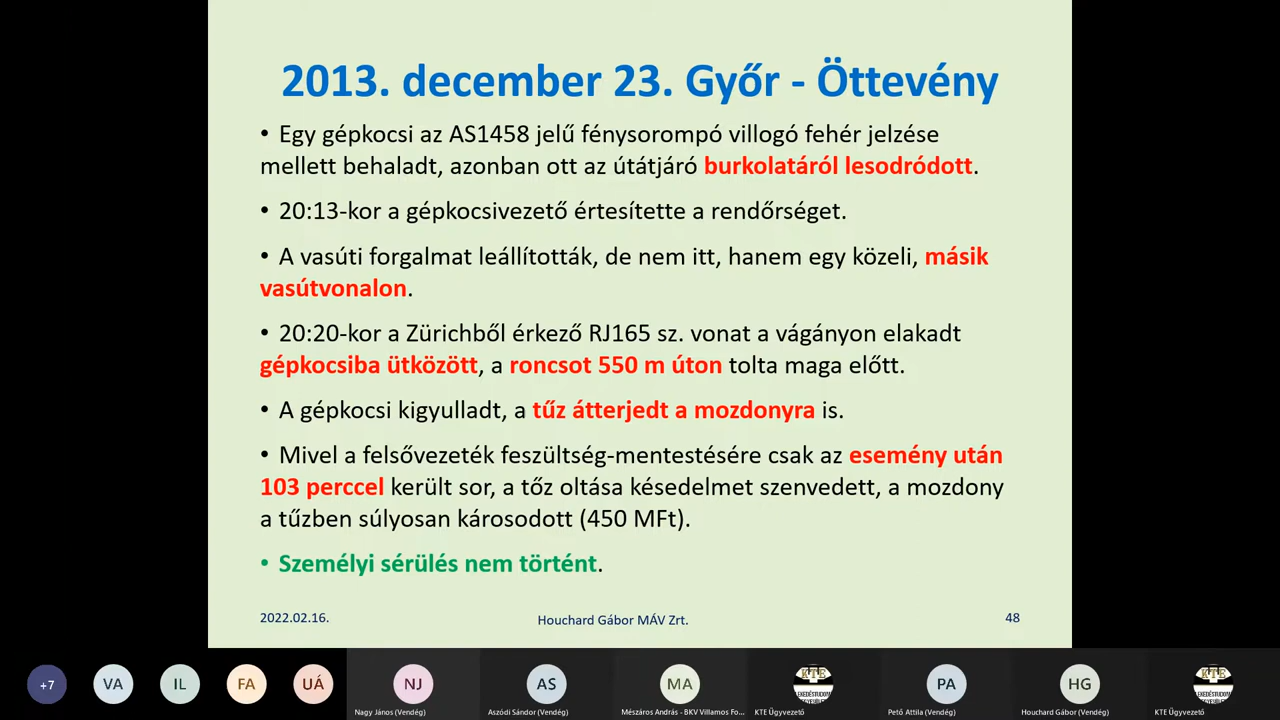 2013. december 23. Győr - Öttevény
• Egy gépkocsi az AS1458 jelű fénysorompó villogó fehér jelzése
mellett behaladt, azonban ott az útátjáró burkolatáról lesodródott.
• 20:13-kor a gépkocsivezető értesítette a rendőrséget.
• A vasúti forgalmat leállították, de nem itt, hanem egy közeli, másik
vasútvonalon.
• 20:20-kor a Zürichből érkező RJ165 sz. vonat a vágányon elakadt
gépkocsiba ütközött, a roncsot 550 m úton tolta maga előtt.
• A gépkocsi kigyulladt, a tűz átterjedt a mozdonyra is.
• Mivel a felsővezeték feszültség-mentestésére csak az esemény után
103 perccel került sor, a tőz oltása késedelmet szenvedett, a mozdony
a tűzben súlyosan károsodott (450 MFt).
• Személyi sérülés nem történt.
2022.02.16. Houchard Gábor MÁV Zrt. 48
+7 VA IL FA UÁ NJ AS MA KTE PA HG KTE
Nagy János (Vendég) Aszódi Sándor (Vendég) Mészáros András - BKV Villamos Fo... KTE Ügyvezető Pető Attila (Vendég) Houchard Gábor (Vendég) KTE Ügyvezető